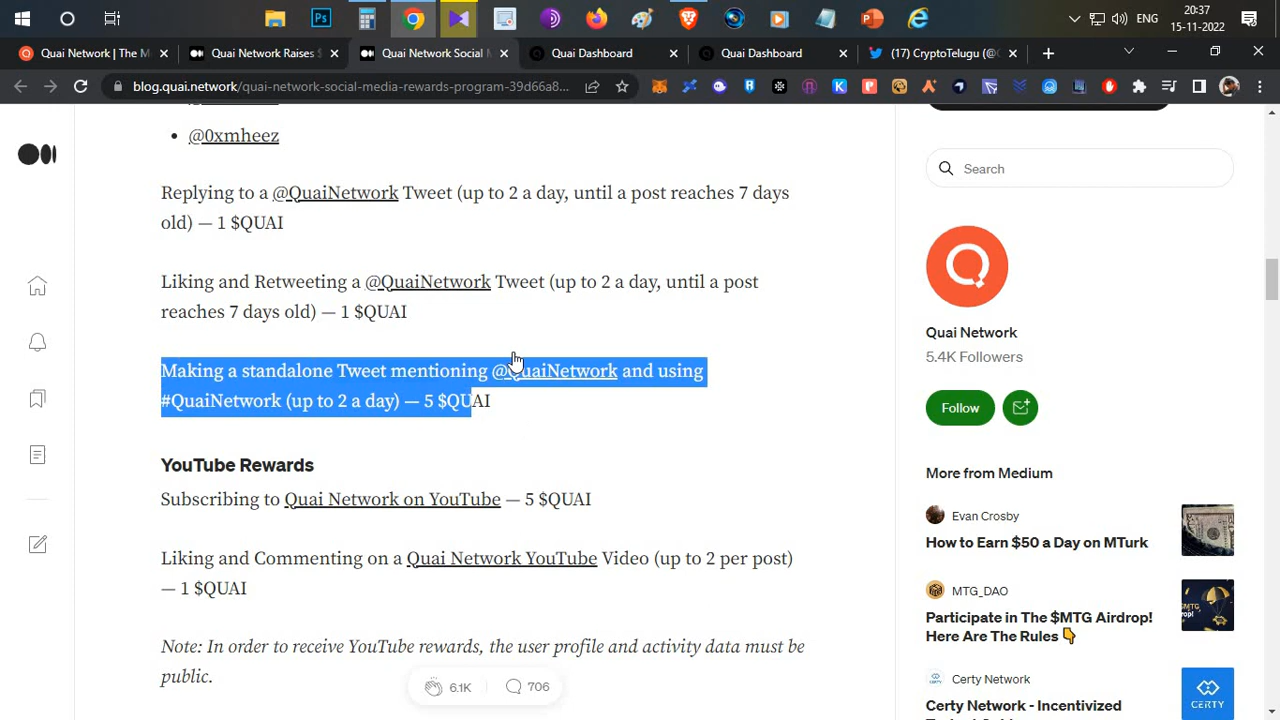 20:37
ENG
15-11-2022
Quai Network | The M
Quai Network Raises $
Quai Network Social M
Quai Dashboard
Quai Dashboard
(17) CryptoTelugu (@C
blog.quai.network/quai-network-social-media-rewards-program-39d66a8...
• @0xmheez
Replying to a @QuaiNetwork Tweet (up to 2 a day, until a post reaches 7 days
old) — 1 $QUAI
Liking and Retweeting a @QuaiNetwork Tweet (up to 2 a day, until a post
reaches 7 days old) — 1 $QUAI
Making a standalone Tweet mentioning @QuaiNetwork and using
#QuaiNetwork (up to 2 a day) — 5 $QUAI
YouTube Rewards
Subscribing to Quai Network on YouTube — 5 $QUAI
Liking and Commenting on a Quai Network YouTube Video (up to 2 per post)
— 1 $QUAI
Note: In order to receive YouTube rewards, the user profile and activity data must be
public.
6.1K
706
Search
Quai Network
5.4K Followers
Follow
More from Medium
Evan Crosby
How to Earn $50 a Day on MTurk
MTG_DAO
Participate in The $MTG Airdrop!
Here Are The Rules 👇
Certy Network
Certy Network - Incentivized
CERTY